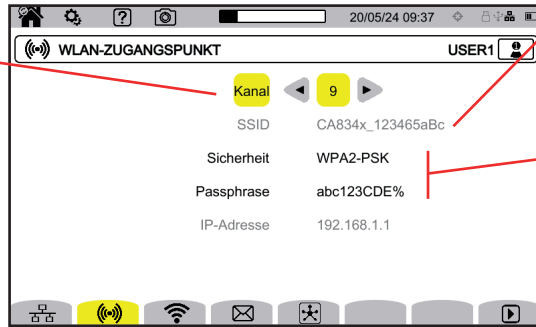 20/05/24 09:37
WLAN-ZUGANGSPUNKT USER1
Kanal 9
SSID CA834x_123465aBc
Sicherheit WPA2-PSK
Passphrase abc123CDE%
IP-Adresse 192.168.1.1